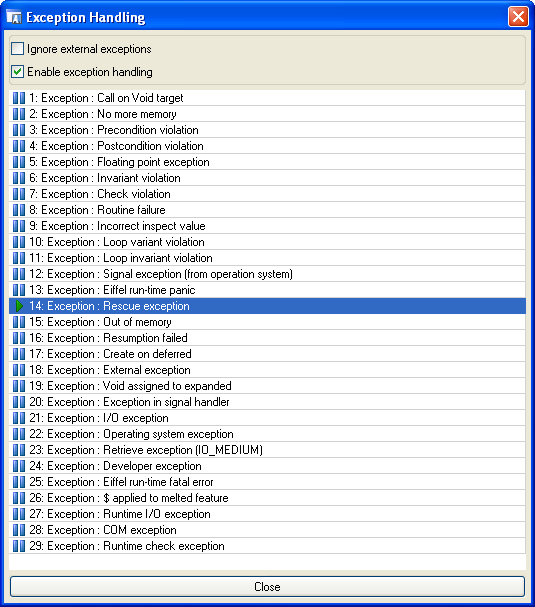 Exception Handling
Ignore external exceptions
Enable exception handling
1: Exception : Call on Void target
2: Exception : No more memory
3: Exception : Precondition violation
4: Exception : Postcondition violation
5: Exception : Floating point exception
6: Exception : Invariant violation
7: Exception : Check violation
8: Exception : Routine failure
9: Exception : Incorrect inspect value
10: Exception : Loop variant violation
11: Exception : Loop invariant violation
12: Exception : Signal exception (from operation system)
13: Exception : Eiffel run-time panic
14: Exception : Rescue exception
15: Exception : Out of memory
16: Exception : Resumption failed
17: Exception : Create on deferred
18: Exception : External exception
19: Exception : Void assigned to expanded
20: Exception : Exception in signal handler
21: Exception : I/O exception
22: Exception : Operating system exception
23: Exception : Retrieve exception (IO_MEDIUM)
24: Exception : Developer exception
25: Exception : Eiffel run-time fatal error
26: Exception : $ applied to melted feature
27: Exception : Runtime I/O exception
28: Exception : COM exception
29: Exception : Runtime check exception
Close